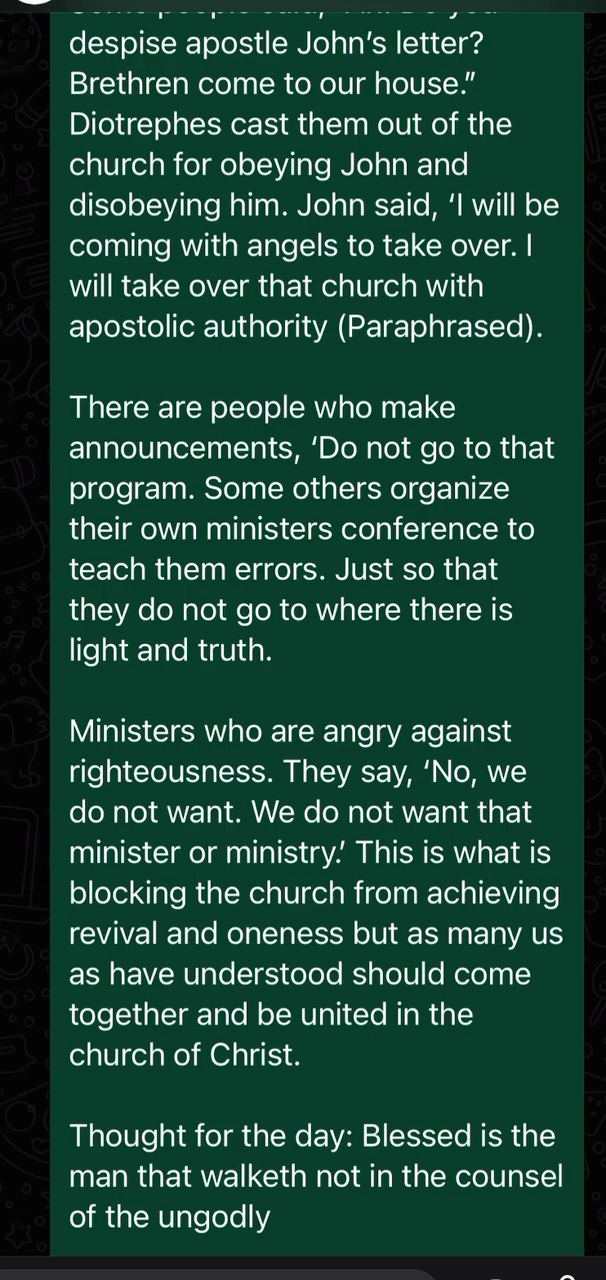 despise apostle John’s letter?
Brethren come to our house.”
Diotrephes cast them out of the
church for obeying John and
disobeying him. John said, ‘I will be
coming with angels to take over. I
will take over that church with
apostolic authority (Paraphrased).
There are people who make
announcements, ‘Do not go to that
program. Some others organize
their own ministers conference to
teach them errors. Just so that
they do not go to where there is
light and truth.
Ministers who are angry against
righteousness. They say, ‘No, we
do not want. We do not want that
minister or ministry.’ This is what is
blocking the church from achieving
revival and oneness but as many us
as have understood should come
together and be united in the
church of Christ.
Thought for the day: Blessed is the
man that walketh not in the counsel
of the ungodly